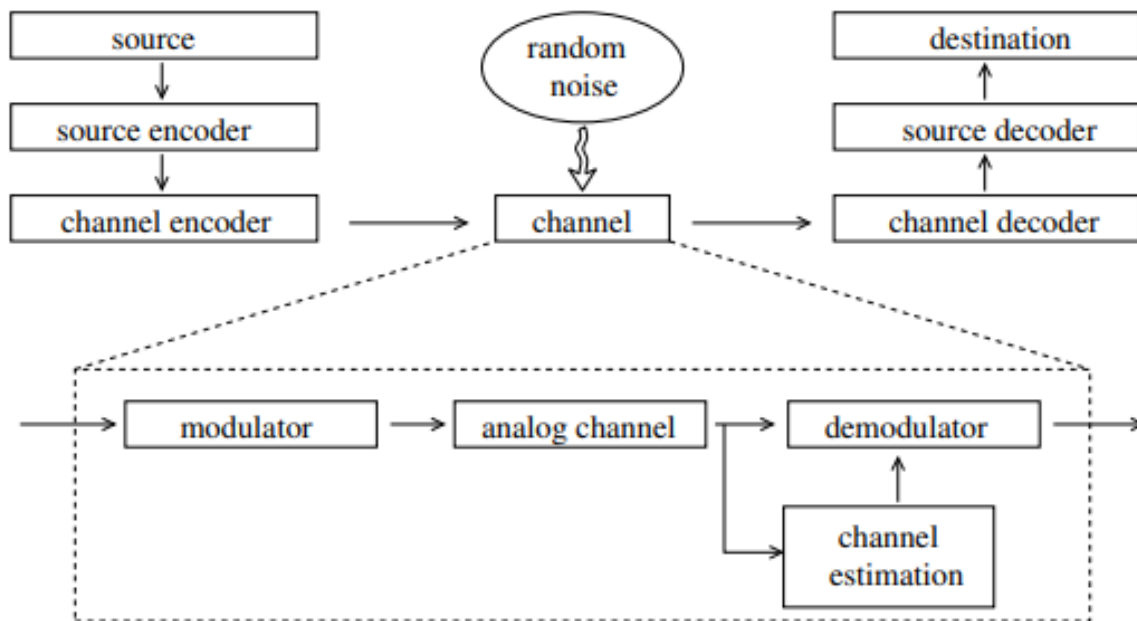 source
random
noise
destination
source encoder
source decoder
channel encoder
channel
channel decoder
modulator
analog channel
demodulator
channel
estimation